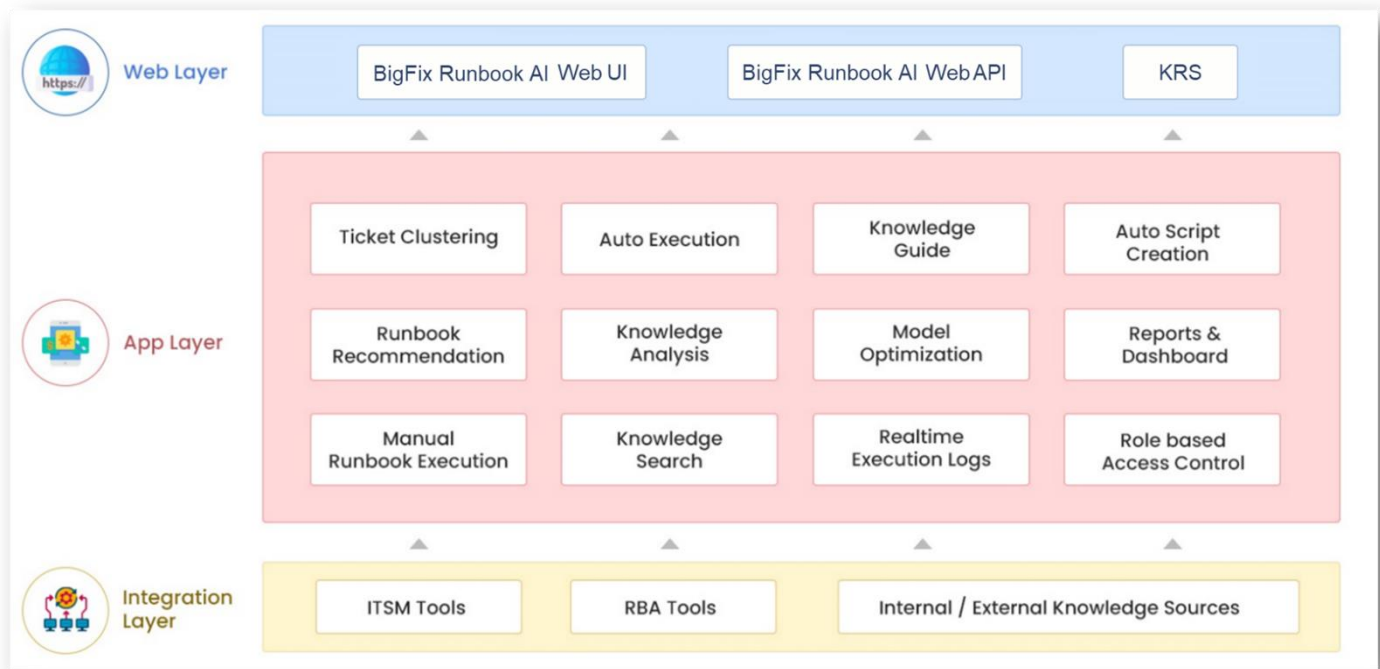 https://
Web Layer
BigFix Runbook AI Web UI
BigFix Runbook AI Web API
KRS
App Layer
Ticket Clustering
Auto Execution
Knowledge
Guide
Auto Script
Creation
Runbook
Recommendation
Knowledge
Analysis
Model
Optimization
Reports &
Dashboard
Manual
Runbook Execution
Knowledge
Search
Realtime
Execution Logs
Role based
Access Control
Integration
Layer
ITSM Tools
RBA Tools
Internal / External Knowledge Sources